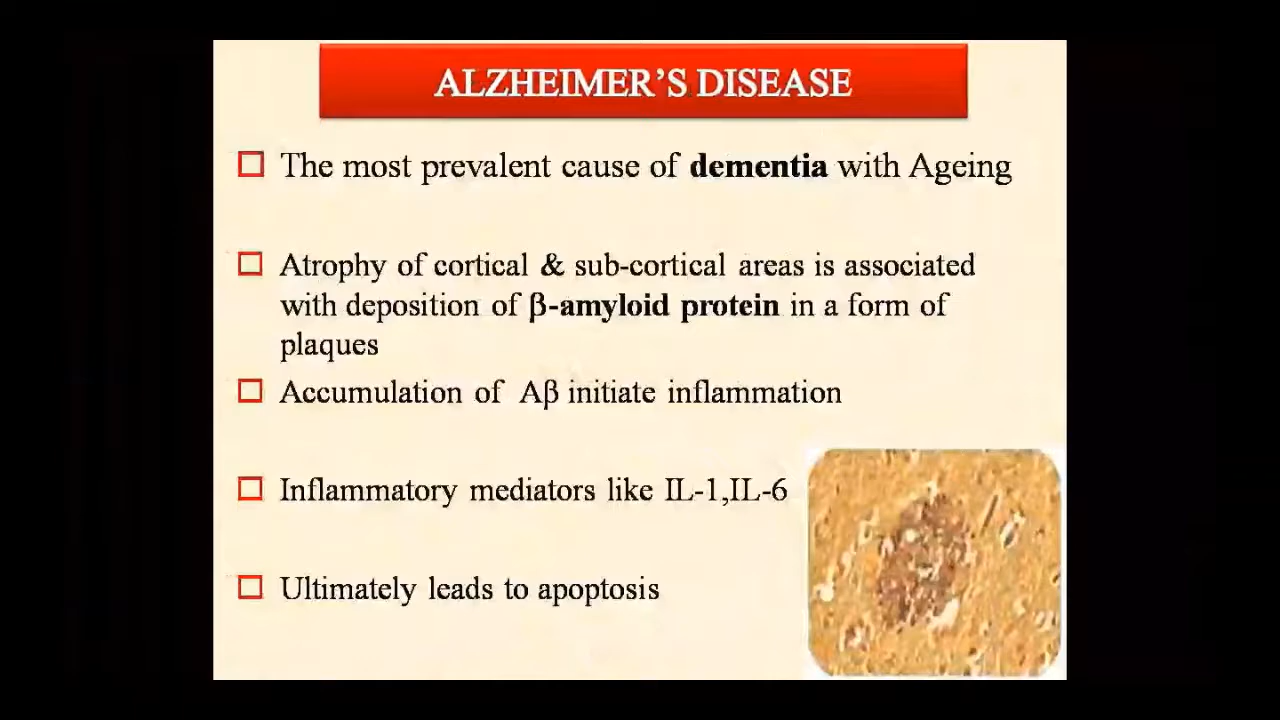 ALZHEIMER’S DISEASE
The most prevalent cause of dementia with Ageing
Atrophy of cortical & sub-cortical areas is associated
with deposition of β-amyloid protein in a form of
plaques
Accumulation of Aβ initiate inflammation
Inflammatory mediators like IL-1,IL-6
Ultimately leads to apoptosis